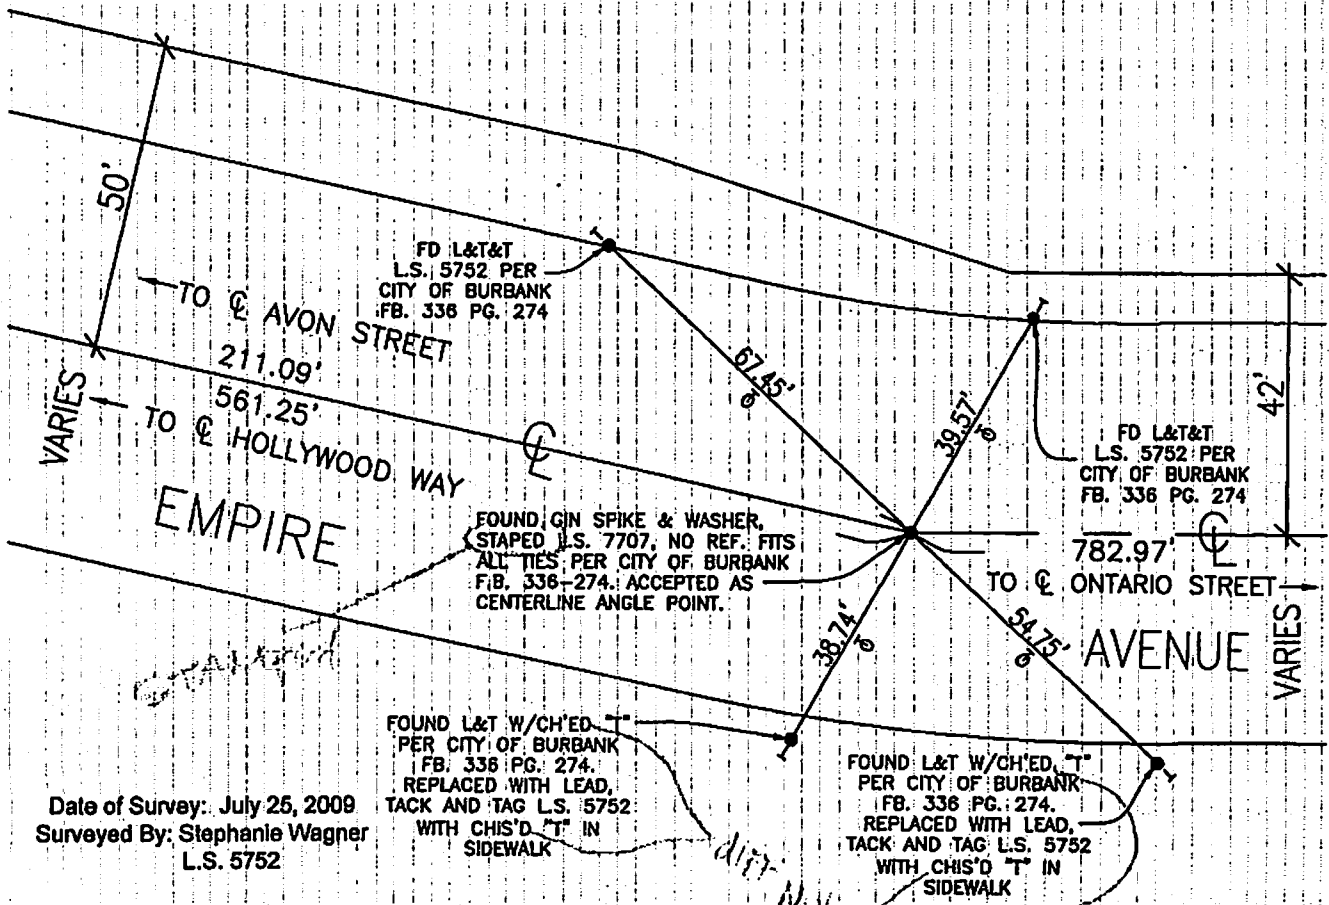 50'
FD L&T&T
L.S. 5752 PER
CITY OF BURBANK
FB. 336 PG. 274
TO ℄ AVON STREET
211.09'
561.25'
TO ℄ HOLLYWOOD WAY
VARIES
℄
67.45'
39.57'
42'
FD L&T&T
L.S. 5752 PER
CITY OF BURBANK
FB. 336 PG. 274
EMPIRE
FOUND GIN SPIKE & WASHER,
STAPED L.S. 7707, NO REF. FITS
ALL TIES PER CITY OF BURBANK
F.B. 336-274. ACCEPTED AS
CENTERLINE ANGLE POINT.
℄
782.97'
TO ℄ ONTARIO STREET
38.74'
54.75'
AVENUE
VARIES
FOUND L&T W/CH'ED "T"
PER CITY OF BURBANK
FB. 336 PG. 274.
REPLACED WITH LEAD,
TACK AND TAG L.S. 5752
WITH CHIS'D "T" IN
SIDEWALK
FOUND L&T W/CH'ED "T"
PER CITY OF BURBANK
FB. 336 PG. 274.
REPLACED WITH LEAD,
TACK AND TAG L.S. 5752
WITH CHIS'D "T" IN
SIDEWALK
Date of Survey: July 25, 2009
Surveyed By: Stephanie Wagner
L.S. 5752